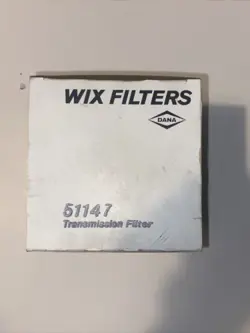 WIX FILTERS
DANA
51147
Transmission Filter